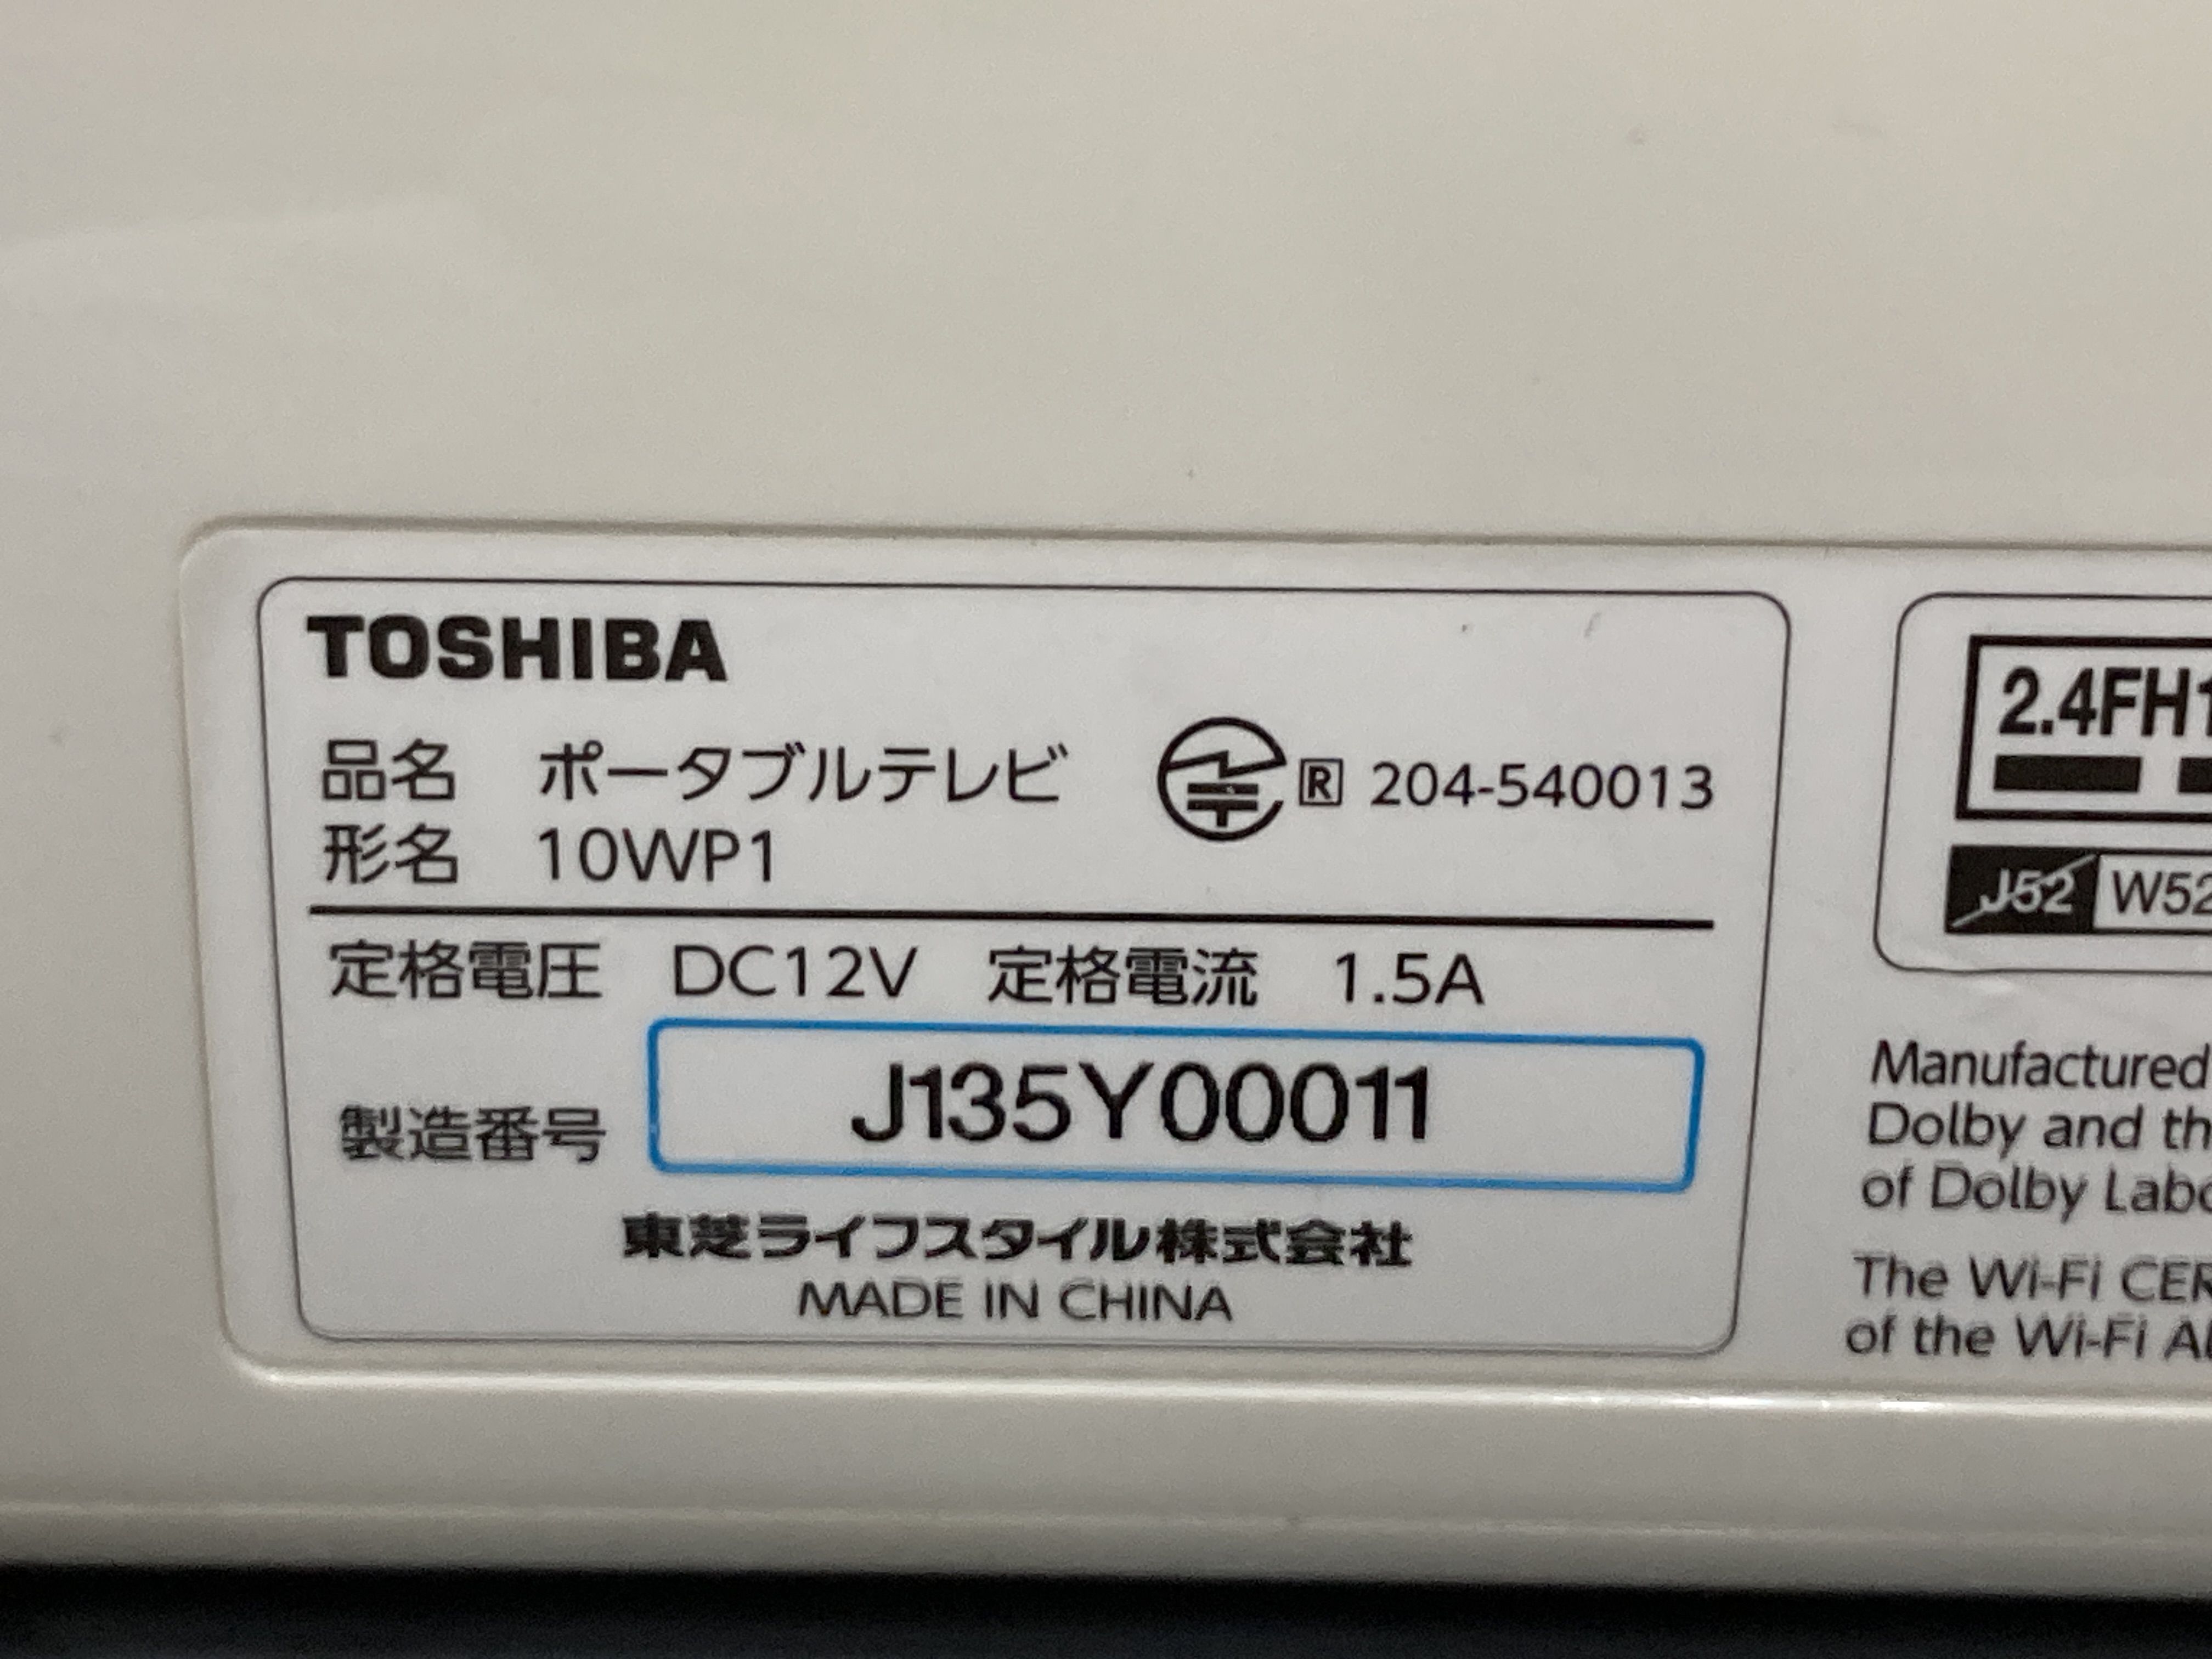 TOSHIBA
品名 ポータブルテレビ R 204-540013
形名 10WP1
定格電圧 DC12V 定格電流 1.5A
製造番号 J135Y00011
東芝ライフスタイル株式会社
MADE IN CHINA
2.4FH1
J52 W52
Manufactured
Dolby and th
of Dolby Labo
The Wi-Fi CER
of the Wi-Fi Al